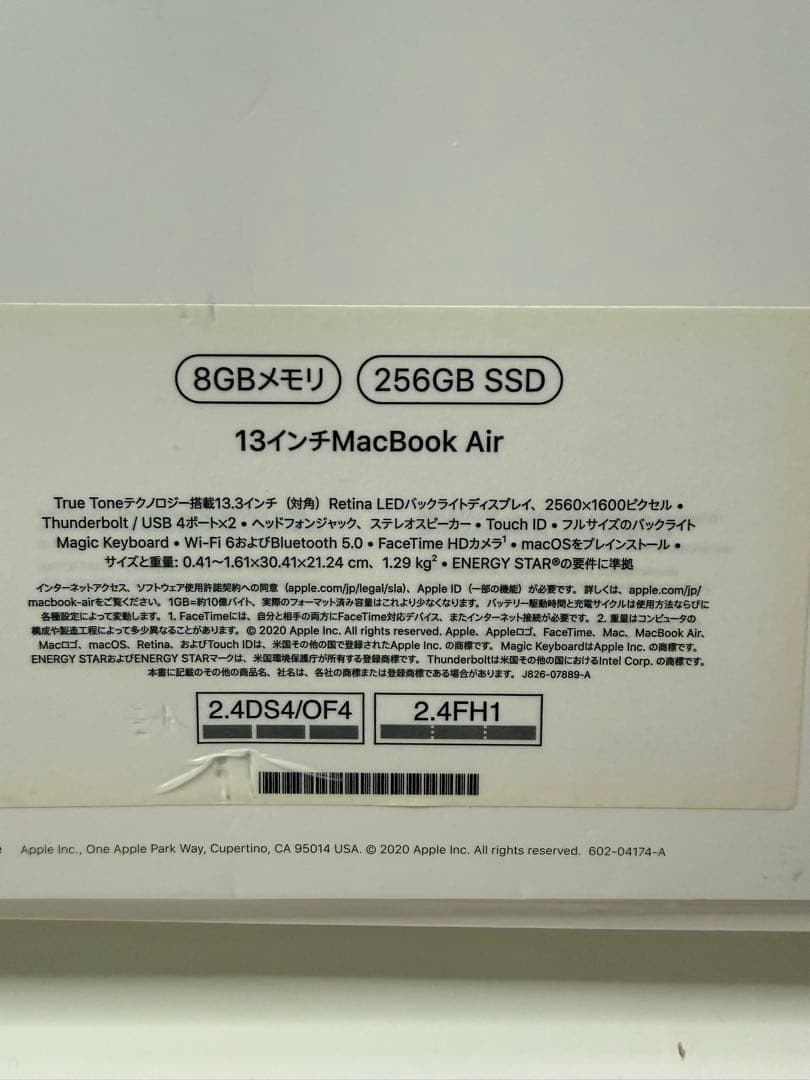 8GBメモリ 256GB SSD
13インチMacBook Air
True Toneテクノロジー搭載13.3インチ（対角）Retina LEDバックライトディスプレイ、2560×1600ピクセル •
Thunderbolt / USB 4ポート×2 • ヘッドフォンジャック、ステレオスピーカー • Touch ID • フルサイズのバックライト
Magic Keyboard • Wi-Fi 6およびBluetooth 5.0 • FaceTime HDカメラ¹ • macOSをプレインストール •
サイズと重量: 0.41〜1.61×30.41×21.24 cm、1.29 kg² • ENERGY STAR®の要件に準拠
インターネットアクセス、ソフトウェア使用許諾契約への同意（apple.com/jp/legal/sla）、Apple ID（一部の機能）が必要です。詳しくは、apple.com/jp/
macbook-airをご覧ください。1GB=約10億バイト、実際のフォーマット済み容量はこれより少なくなります。バッテリー駆動時間と充電サイクルは使用方法ならびに
各種設定によって変動します。1. FaceTimeには、自分と相手の両方にFaceTime対応デバイス、またインターネット接続が必要です。2. 重量はコンピュータの
構成や製造工程によって多少異なることがあります。© 2020 Apple Inc. All rights reserved. Apple、Appleロゴ、FaceTime、Mac、MacBook Air、
Macロゴ、macOS、Retina、およびTouch IDは、米国その他の国で登録されたApple Inc. の商標です。Magic KeyboardはApple Inc. の商標です。
ENERGY STARおよびENERGY STARマークは、米国環境保護庁が所有する登録商標です。Thunderboltは米国その他の国におけるIntel Corp. の商標です。
本書に記載のその他の商品名、社名は、各社の商標または登録商標である場合があります。J826-07889-A
2.4DS4/OF4 2.4FH1
Apple Inc., One Apple Park Way, Cupertino, CA 95014 USA. © 2020 Apple Inc. All rights reserved. 602-04174-A